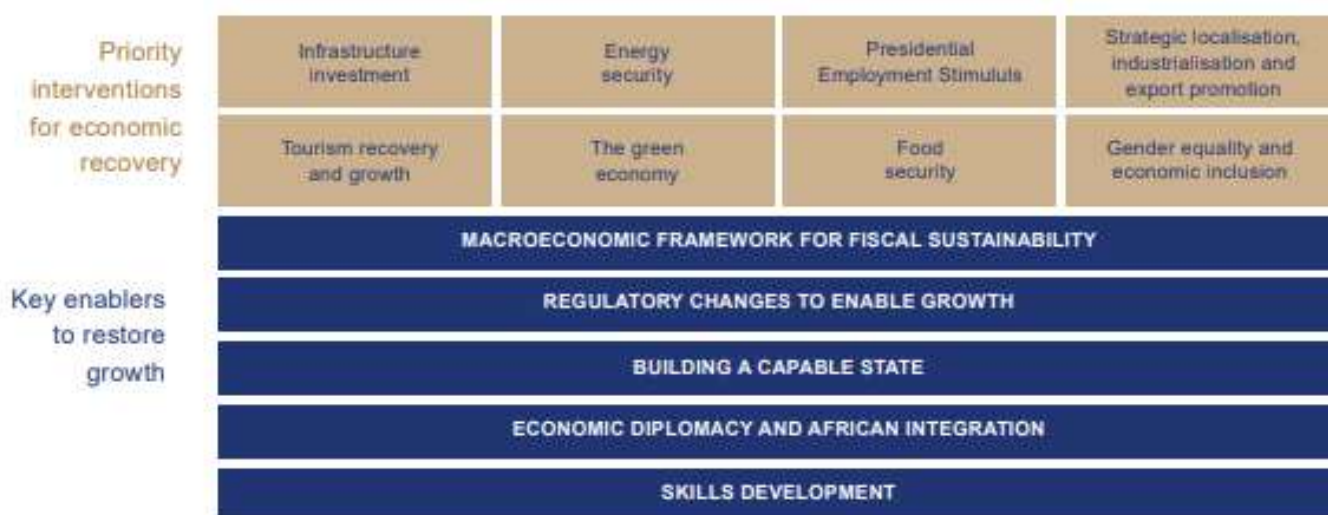 Priority
interventions
for economic
recovery
Infrastructure
investment
Energy
security
Presidential
Employment Stimululs
Strategic localisation,
industrialisation and
export promotion
Tourism recovery
and growth
The green
economy
Food
security
Gender equality and
economic inclusion
Key enablers
to restore
growth
MACROECONOMIC FRAMEWORK FOR FISCAL SUSTAINABILITY
REGULATORY CHANGES TO ENABLE GROWTH
BUILDING A CAPABLE STATE
ECONOMIC DIPLOMACY AND AFRICAN INTEGRATION
SKILLS DEVELOPMENT